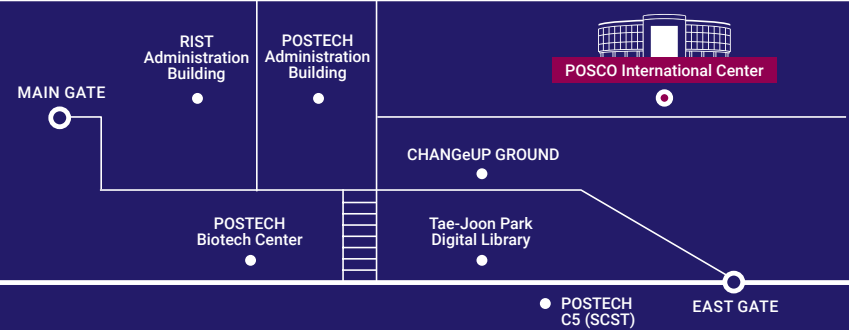 RIST
Administration
Building
POSTECH
Administration
Building
POSCO International Center
MAIN GATE
CHANGeUP GROUND
POSTECH
Biotech Center
Tae-Joon Park
Digital Library
POSTECH
C5 (SCST)
EAST GATE